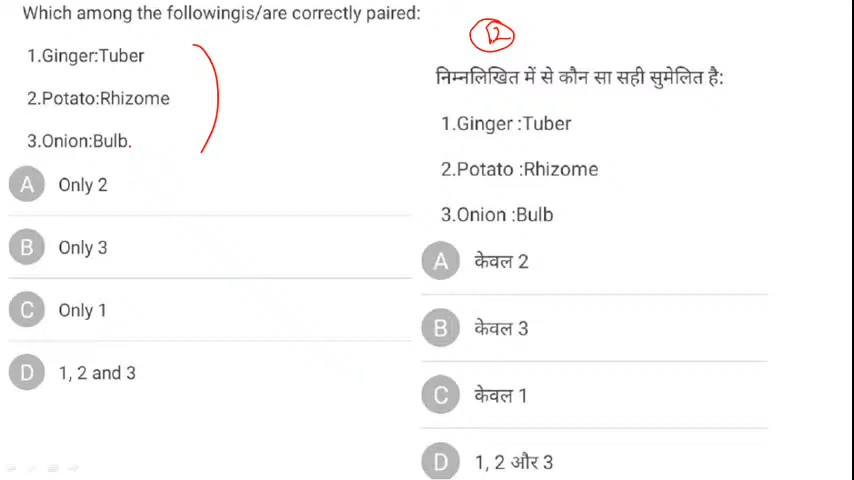 Which among the followingis/are correctly paired:
1.Ginger:Tuber
2.Potato:Rhizome
3.Onion:Bulb.
A Only 2
B Only 3
C Only 1
D 1, 2 and 3
12
निम्नलिखित में से कौन सा सही सुमेलित है:
1.Ginger :Tuber
2.Potato :Rhizome
3.Onion :Bulb
A केवल 2
B केवल 3
C केवल 1
D 1, 2 और 3